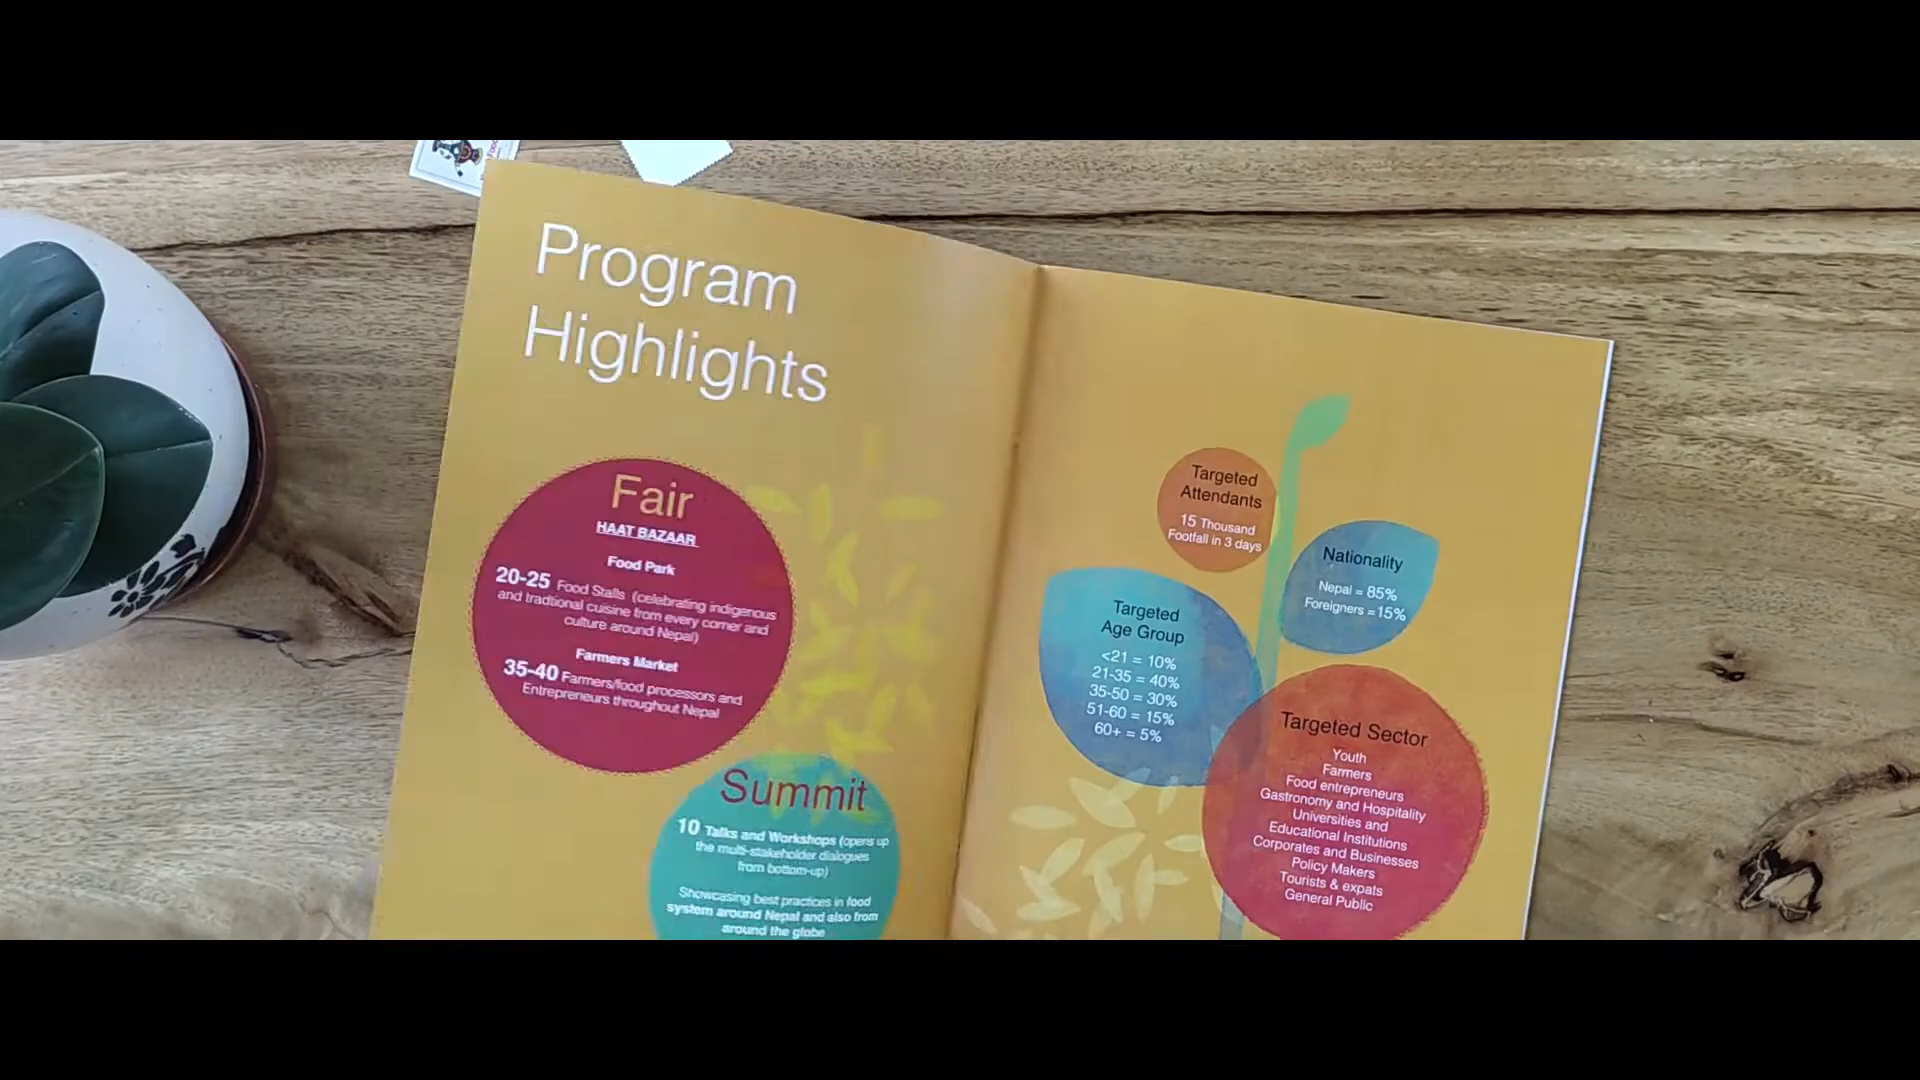 Program
Highlights
Fair
HAAT BAZAAR
Food Park
20-25 Food Stalls (celebrating indigenous
and tradtional cuisine from every corner and
culture around Nepal)
Farmers Market
35-40 Farmers/food processors and
Entrepreneurs throughout Nepal
Summit
10 Talks and Workshops (opens up
the multi-stakeholder dialogues
from bottom-up)
Showcasing best practices in food
system around Nepal and also from
around the globe
Targeted
Attendants
15 Thousand
Footfall in 3 days
Nationality
Nepal = 85%
Foreigners =15%
Targeted
Age Group
<21 = 10%
21-35 = 40%
35-50 = 30%
51-60 = 15%
60+ = 5%
Targeted Sector
Youth
Farmers
Food entrepreneurs
Gastronomy and Hospitality
Universities and
Educational Institutions
Corporates and Businesses
Policy Makers
Tourists & expats
General Public